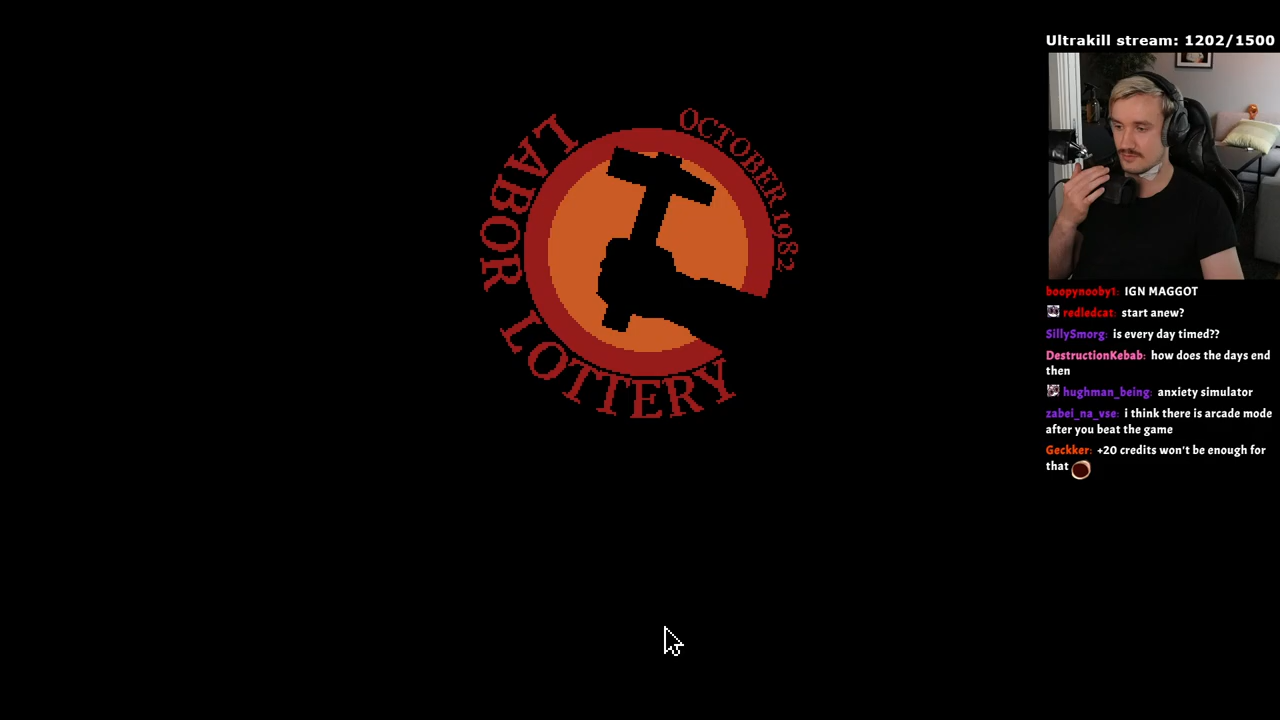 Ultrakill stream: 1202/1500
OCTOBER 1982
LABOR LOTTERY
boopynooby1: IGN MAGGOT
redledcat: start anew?
SillySmorg: is every day timed??
DestructionKebab: how does the days end
then
hughman_being: anxiety simulator
zabei_na_vse: i think there is arcade mode
after you beat the game
Geckker: +20 credits won't be enough for
that